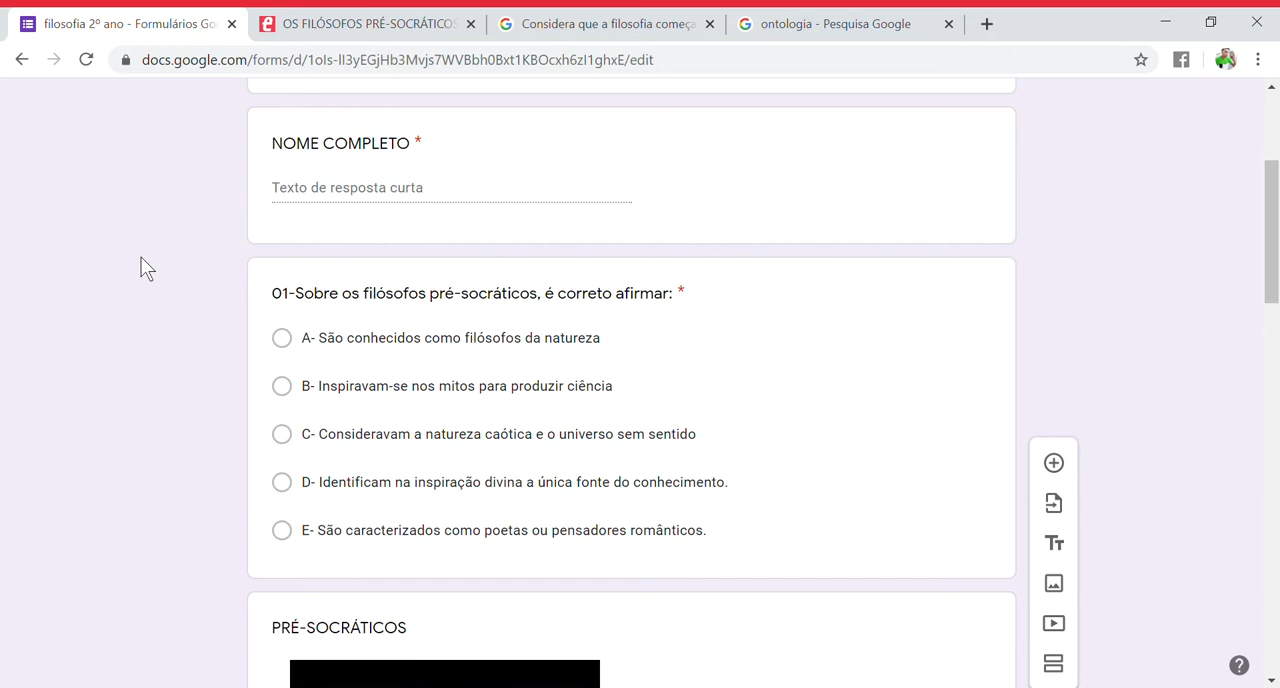 filosofia 2º ano - Formulários Go
OS FILÓSOFOS PRÉ-SOCRÁTICOS
Considera que a filosofia começa
ontologia - Pesquisa Google
docs.google.com/forms/d/1oIs-lI3yEGjHb3Mvjs7WVBbh0Bxt1KBOcxh6zI1ghxE/edit
NOME COMPLETO *
Texto de resposta curta
01-Sobre os filósofos pré-socráticos, é correto afirmar: *
A- São conhecidos como filósofos da natureza
B- Inspiravam-se nos mitos para produzir ciência
C- Consideravam a natureza caótica e o universo sem sentido
D- Identificam na inspiração divina a única fonte do conhecimento.
E- São caracterizados como poetas ou pensadores românticos.
PRÉ-SOCRÁTICOS